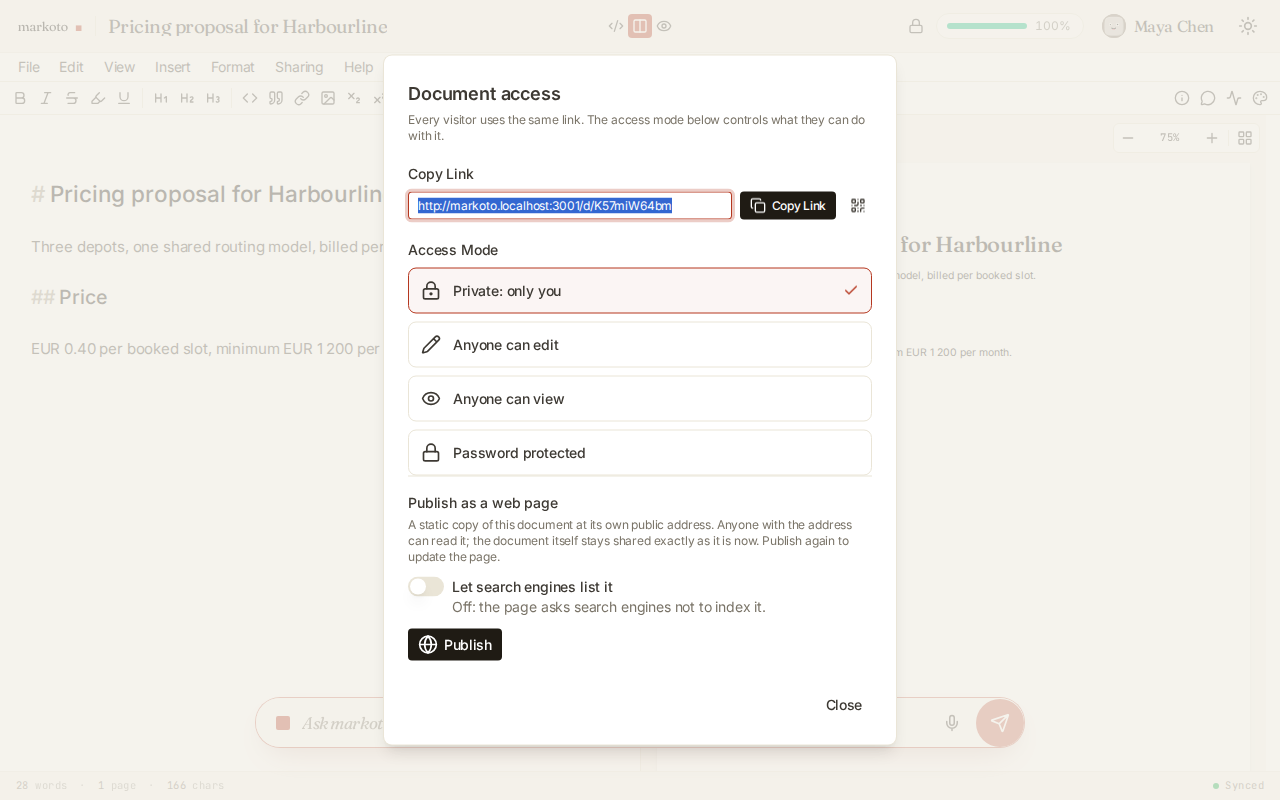 markoto
Pricing proposal for Harbourline
100%
Maya Chen
File Edit View Insert Format Sharing Help
H1 H2 H3
75%
# Pricing proposal for Harbourlin
Three depots, one shared routing model, billed per
## Price
EUR 0.40 per booked slot, minimum EUR 1 200 per
for Harbourline
model, billed per booked slot.
EUR 1 200 per month.
Document access
Every visitor uses the same link. The access mode below controls what they can do
with it.
Copy Link
http://markoto.localhost:3001/d/K57miW64bm
Copy Link
Access Mode
Private: only you
Anyone can edit
Anyone can view
Password protected
Publish as a web page
A static copy of this document at its own public address. Anyone with the address
can read it; the document itself stays shared exactly as it is now. Publish again to
update the page.
Let search engines list it
Off: the page asks search engines not to index it.
Publish
Close
Ask markot
28 words · 1 page · 166 chars
Synced